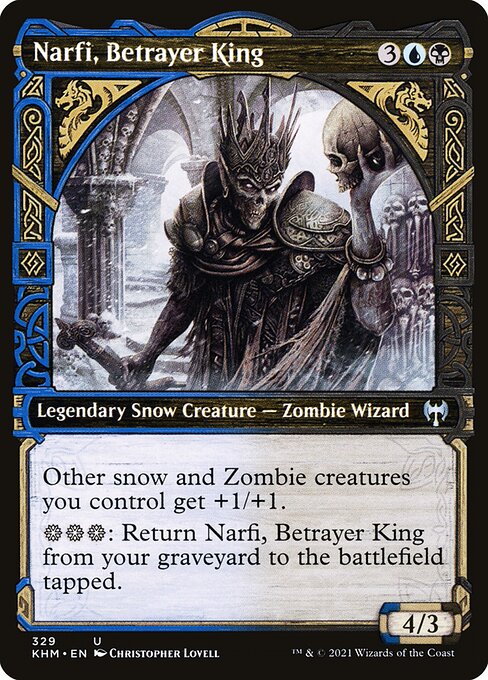 Narfi, Betrayer King 3
Legendary Snow Creature — Zombie Wizard
Other snow and Zombie creatures
you control get +1/+1.
: Return Narfi, Betrayer King
from your graveyard to the battlefield
tapped.
4/3
329 U
KHM • EN Christopher Lovell ™ & © 2021 Wizards of the Coast